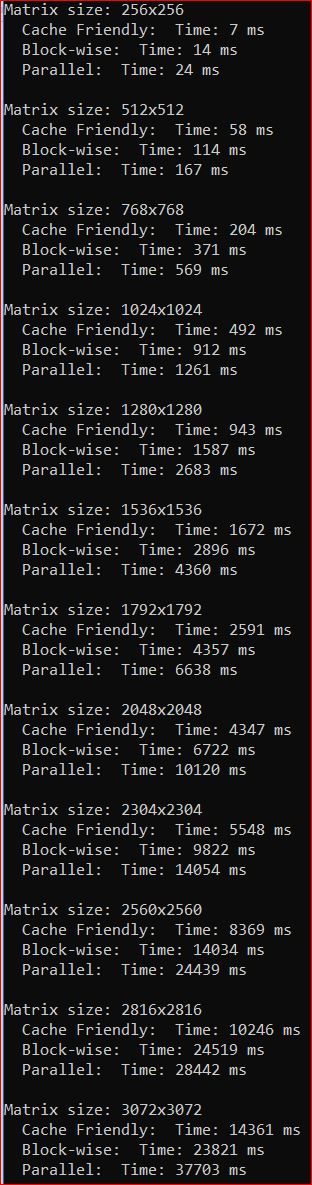 Matrix size: 256x256
Cache Friendly: Time: 7 ms
Block-wise: Time: 14 ms
Parallel: Time: 24 ms
Matrix size: 512x512
Cache Friendly: Time: 58 ms
Block-wise: Time: 114 ms
Parallel: Time: 167 ms
Matrix size: 768x768
Cache Friendly: Time: 204 ms
Block-wise: Time: 371 ms
Parallel: Time: 569 ms
Matrix size: 1024x1024
Cache Friendly: Time: 492 ms
Block-wise: Time: 912 ms
Parallel: Time: 1261 ms
Matrix size: 1280x1280
Cache Friendly: Time: 943 ms
Block-wise: Time: 1587 ms
Parallel: Time: 2683 ms
Matrix size: 1536x1536
Cache Friendly: Time: 1672 ms
Block-wise: Time: 2896 ms
Parallel: Time: 4360 ms
Matrix size: 1792x1792
Cache Friendly: Time: 2591 ms
Block-wise: Time: 4357 ms
Parallel: Time: 6638 ms
Matrix size: 2048x2048
Cache Friendly: Time: 4347 ms
Block-wise: Time: 6722 ms
Parallel: Time: 10120 ms
Matrix size: 2304x2304
Cache Friendly: Time: 5548 ms
Block-wise: Time: 9822 ms
Parallel: Time: 14054 ms
Matrix size: 2560x2560
Cache Friendly: Time: 8369 ms
Block-wise: Time: 14034 ms
Parallel: Time: 24439 ms
Matrix size: 2816x2816
Cache Friendly: Time: 10246 ms
Block-wise: Time: 24519 ms
Parallel: Time: 28442 ms
Matrix size: 3072x3072
Cache Friendly: Time: 14361 ms
Block-wise: Time: 23821 ms
Parallel: Time: 37703 ms